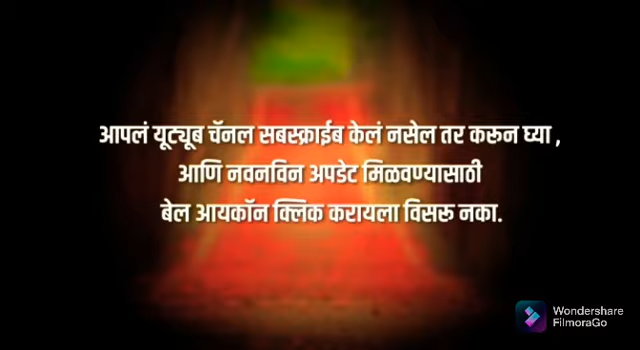 आपलं यूट्यूब चॅनल सबस्क्राईब केलं नसेल तर करून घ्या ,
आणि नवनविन अपडेट मिळवण्यासाठी
बेल आयकॉन क्लिक करायला विसरू नका.
Wondershare
FilmoraGo